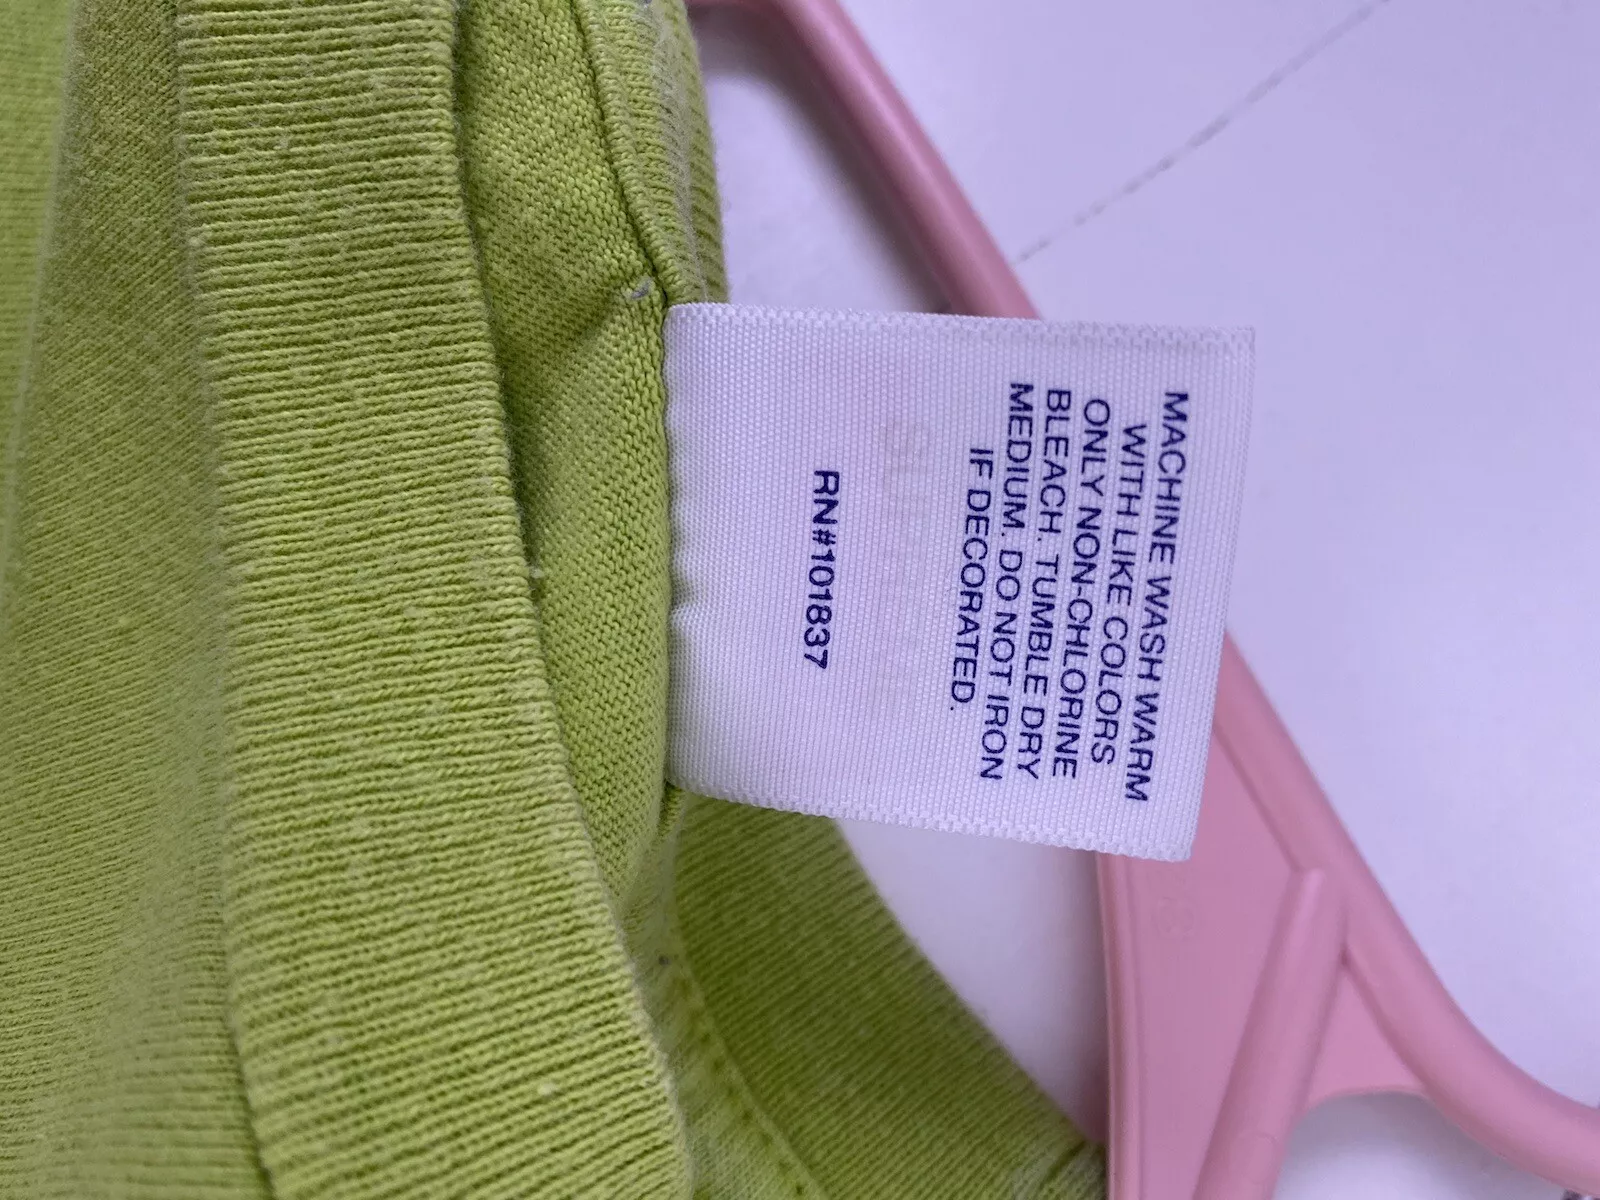 MACHINE WASH WARM
WITH LIKE COLORS
ONLY NON-CHLORINE
BLEACH. TUMBLE DRY
MEDIUM. DO NOT IRON
IF DECORATED.
RN#101837